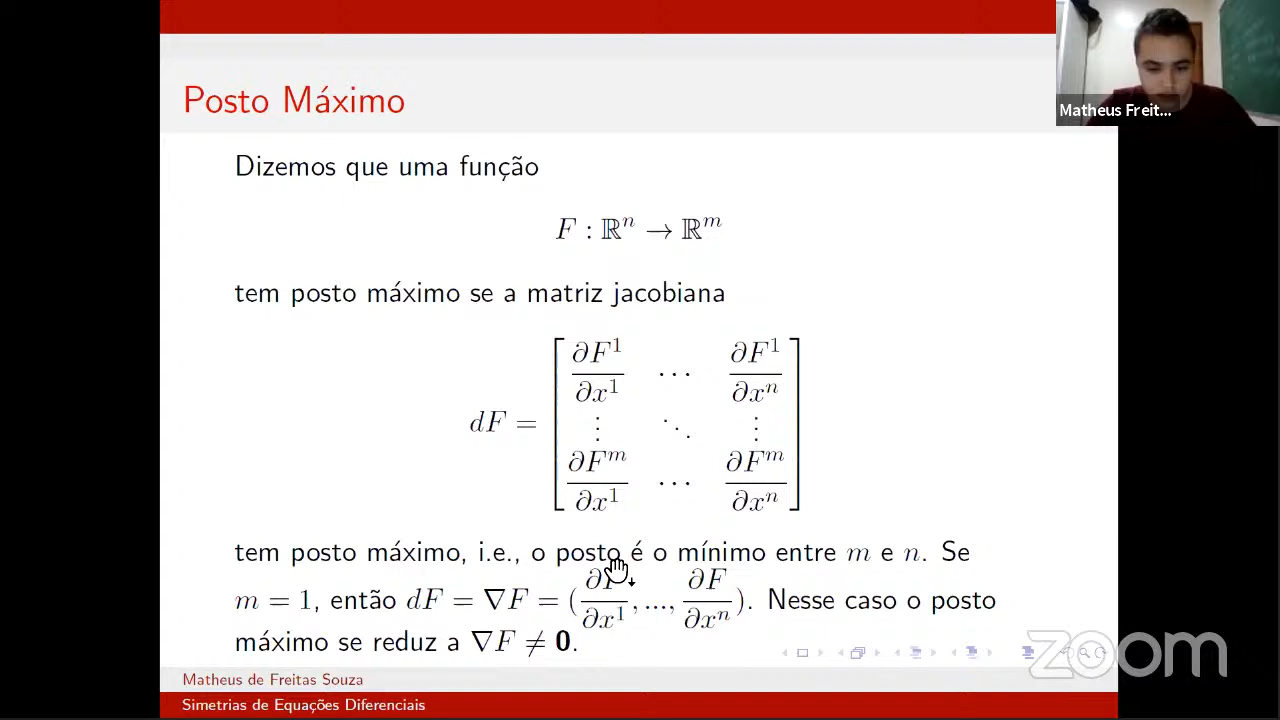 Posto Máximo
Matheus Freit...
Dizemos que uma função
F : ℝⁿ → ℝᵐ
tem posto máximo se a matriz jacobiana
dF = [ ∂F¹/∂x¹ ⋯ ∂F¹/∂xⁿ
⋮ ⋱ ⋮
∂Fᵐ/∂x¹ ⋯ ∂Fᵐ/∂xⁿ ]
tem posto máximo, i.e., o posto é o mínimo entre m e n. Se
m = 1, então dF = ∇F = (∂F/∂x¹, ..., ∂F/∂xⁿ). Nesse caso o posto
máximo se reduz a ∇F ≠ 0.
zoom
Matheus de Freitas Souza
Simetrias de Equações Diferenciais